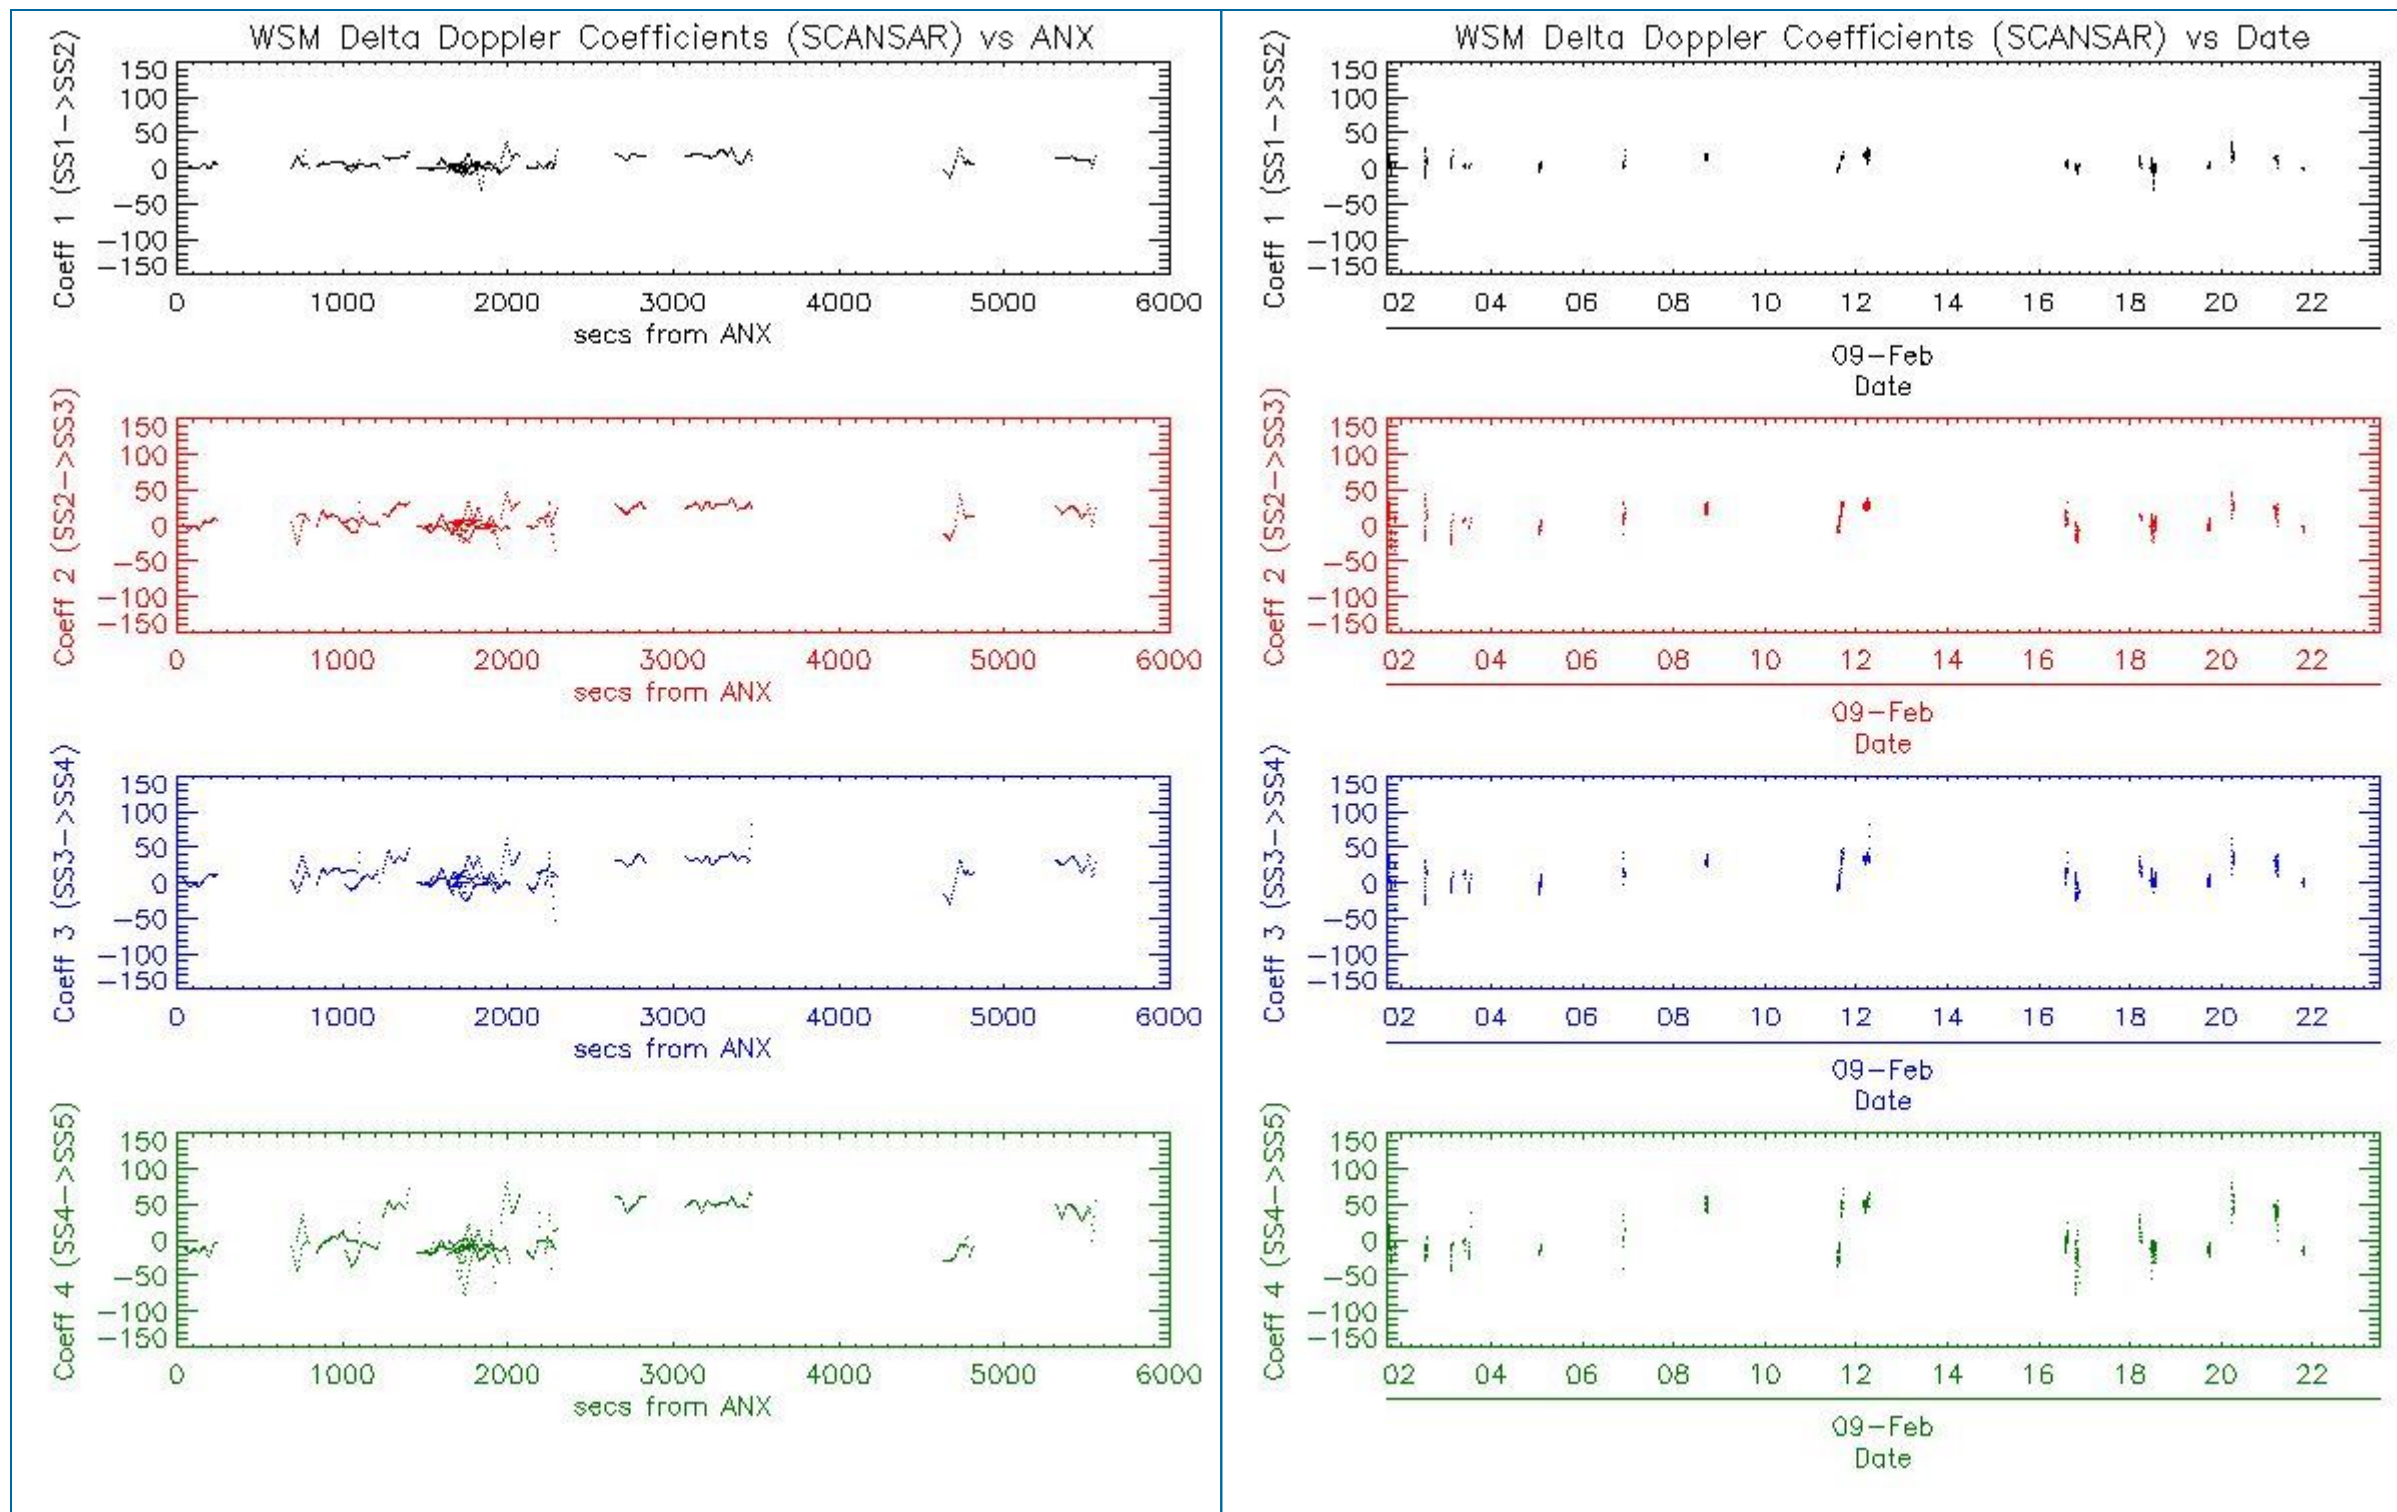 WSM Delta Doppler Coefficients (SCANSAR) vs ANX
Coeff 1 (SS1->SS2)
150
100
50
0
-50
-100
-150
0 1000 2000 3000 4000 5000 6000
secs from ANX
Coeff 2 (SS2->SS3)
150
100
50
0
-50
-100
-150
0 1000 2000 3000 4000 5000 6000
secs from ANX
Coeff 3 (SS3->SS4)
150
100
50
0
-50
-100
-150
0 1000 2000 3000 4000 5000 6000
secs from ANX
Coeff 4 (SS4->SS5)
150
100
50
0
-50
-100
-150
0 1000 2000 3000 4000 5000 6000
secs from ANX
WSM Delta Doppler Coefficients (SCANSAR) vs Date
Coeff 1 (SS1->SS2)
150
100
50
0
-50
-100
-150
02 04 06 08 10 12 14 16 18 20 22
09-Feb
Date
Coeff 2 (SS2->SS3)
150
100
50
0
-50
-100
-150
02 04 06 08 10 12 14 16 18 20 22
09-Feb
Date
Coeff 3 (SS3->SS4)
150
100
50
0
-50
-100
-150
02 04 06 08 10 12 14 16 18 20 22
09-Feb
Date
Coeff 4 (SS4->SS5)
150
100
50
0
-50
-100
-150
02 04 06 08 10 12 14 16 18 20 22
09-Feb
Date